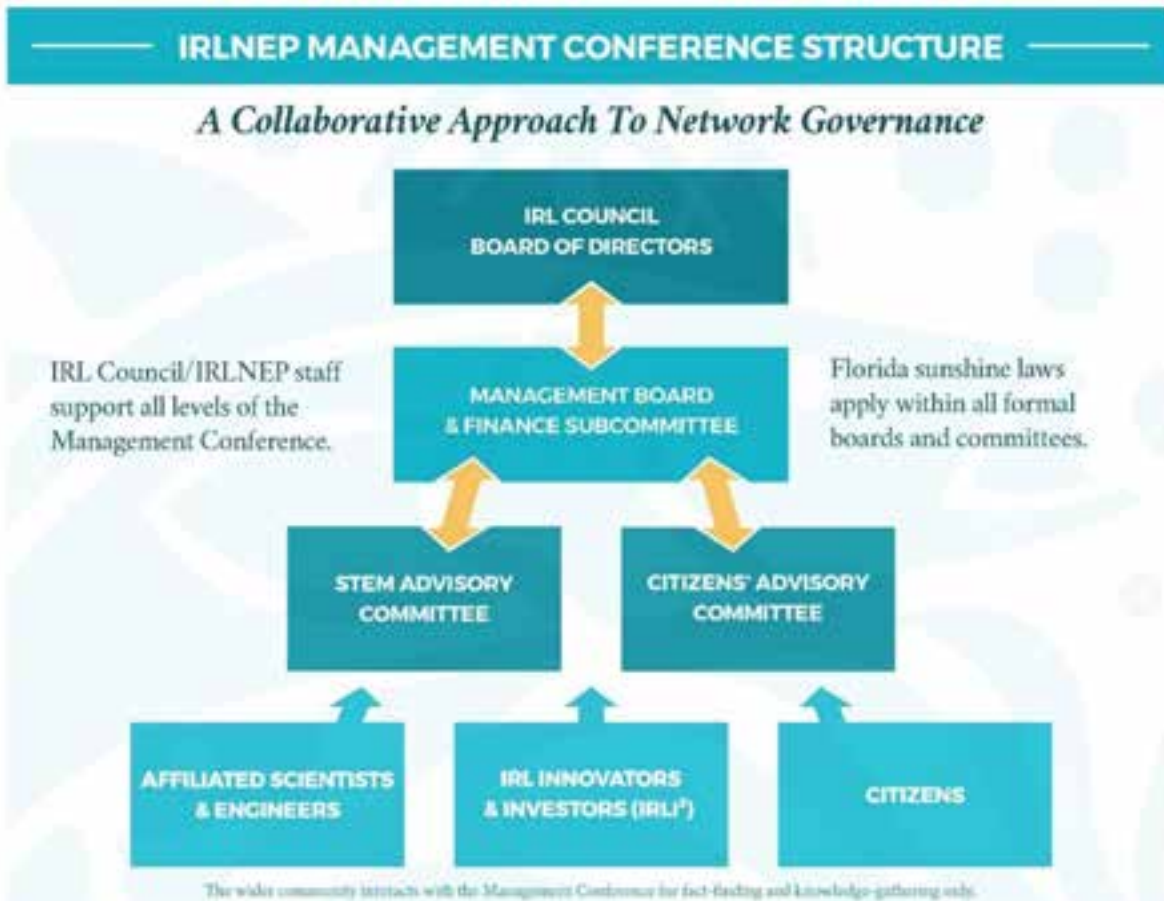 IRLNEP MANAGEMENT CONFERENCE STRUCTURE
A Collaborative Approach To Network Governance
IRL COUNCIL
BOARD OF DIRECTORS
IRL Council/IRLNEP staff
support all levels of the
Management Conference.
MANAGEMENT BOARD
& FINANCE SUBCOMMITTEE
Florida sunshine laws
apply within all formal
boards and committees.
STEM ADVISORY
COMMITTEE
CITIZENS' ADVISORY
COMMITTEE
AFFILIATED SCIENTISTS
& ENGINEERS
IRL INNOVATORS
& INVESTORS (IRLI²)
CITIZENS
The wider community interacts with the Management Conference for fact-finding and knowledge-gathering only.